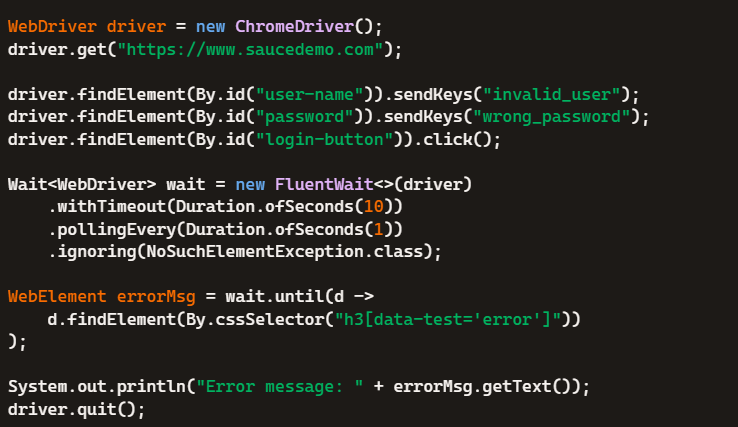 WebDriver driver = new ChromeDriver();
driver.get("https://www.saucedemo.com");

driver.findElement(By.id("user-name")).sendKeys("invalid_user");
driver.findElement(By.id("password")).sendKeys("wrong_password");
driver.findElement(By.id("login-button")).click();

Wait<WebDriver> wait = new FluentWait<>(driver)
    .withTimeout(Duration.ofSeconds(10))
    .pollingEvery(Duration.ofSeconds(1))
    .ignoring(NoSuchElementException.class);

WebElement errorMsg = wait.until(d ->
    d.findElement(By.cssSelector("h3[data-test='error']"))
);

System.out.println("Error message: " + errorMsg.getText());
driver.quit();